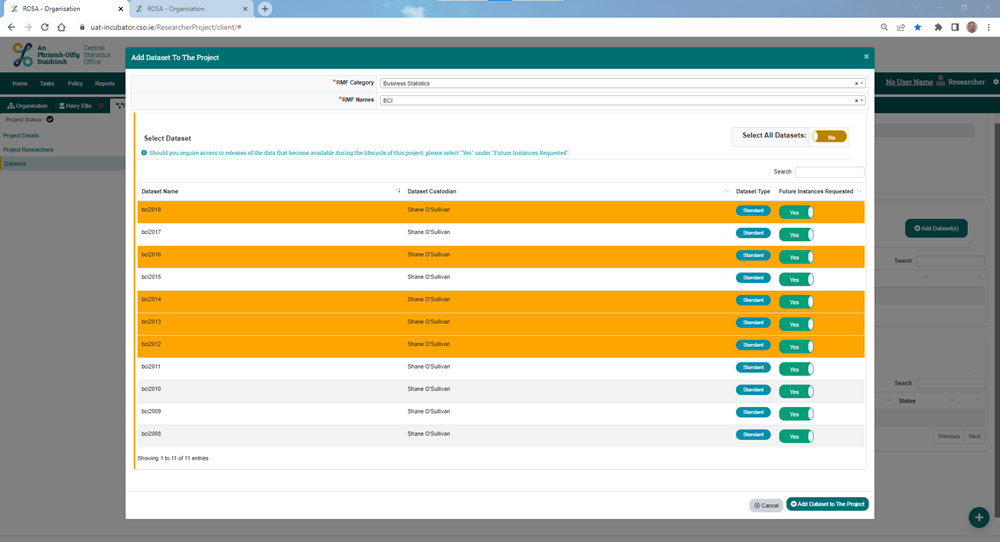 ROSA - Organisation
ROSA - Organisation
uat-incubator.cso.ie/ResearcherProject/client/#
An Phríomh-Oifig Staidrimh
Central Statistics Office
Home Tasks Policy Reports
No User Name Researcher
Organisation Harry Ellis
Project Status
Project Details
Project Researchers
Datasets
Add Dataset To The Project
*RMF Category Business Statistics
*RMF Names BCI
Select Dataset
Select All Datasets: No
Should you require access to releases of the data that become available during the lifecycle of this project, please select "Yes" under "Future Instances Requested".
Search:
Dataset Name Dataset Custodian Dataset Type Future Instances Requested
bci2018 Shane O'Sullivan Standard Yes
bci2017 Shane O'Sullivan Standard Yes
bci2016 Shane O'Sullivan Standard Yes
bci2015 Shane O'Sullivan Standard Yes
bci2014 Shane O'Sullivan Standard Yes
bci2013 Shane O'Sullivan Standard Yes
bci2012 Shane O'Sullivan Standard Yes
bci2011 Shane O'Sullivan Standard Yes
bci2010 Shane O'Sullivan Standard Yes
bci2009 Shane O'Sullivan Standard Yes
bci2008 Shane O'Sullivan Standard Yes
Showing 1 to 11 of 11 entries
Cancel Add Dataset to The Project
Add Dataset(s)
Search:
Search:
Status
Previous Next